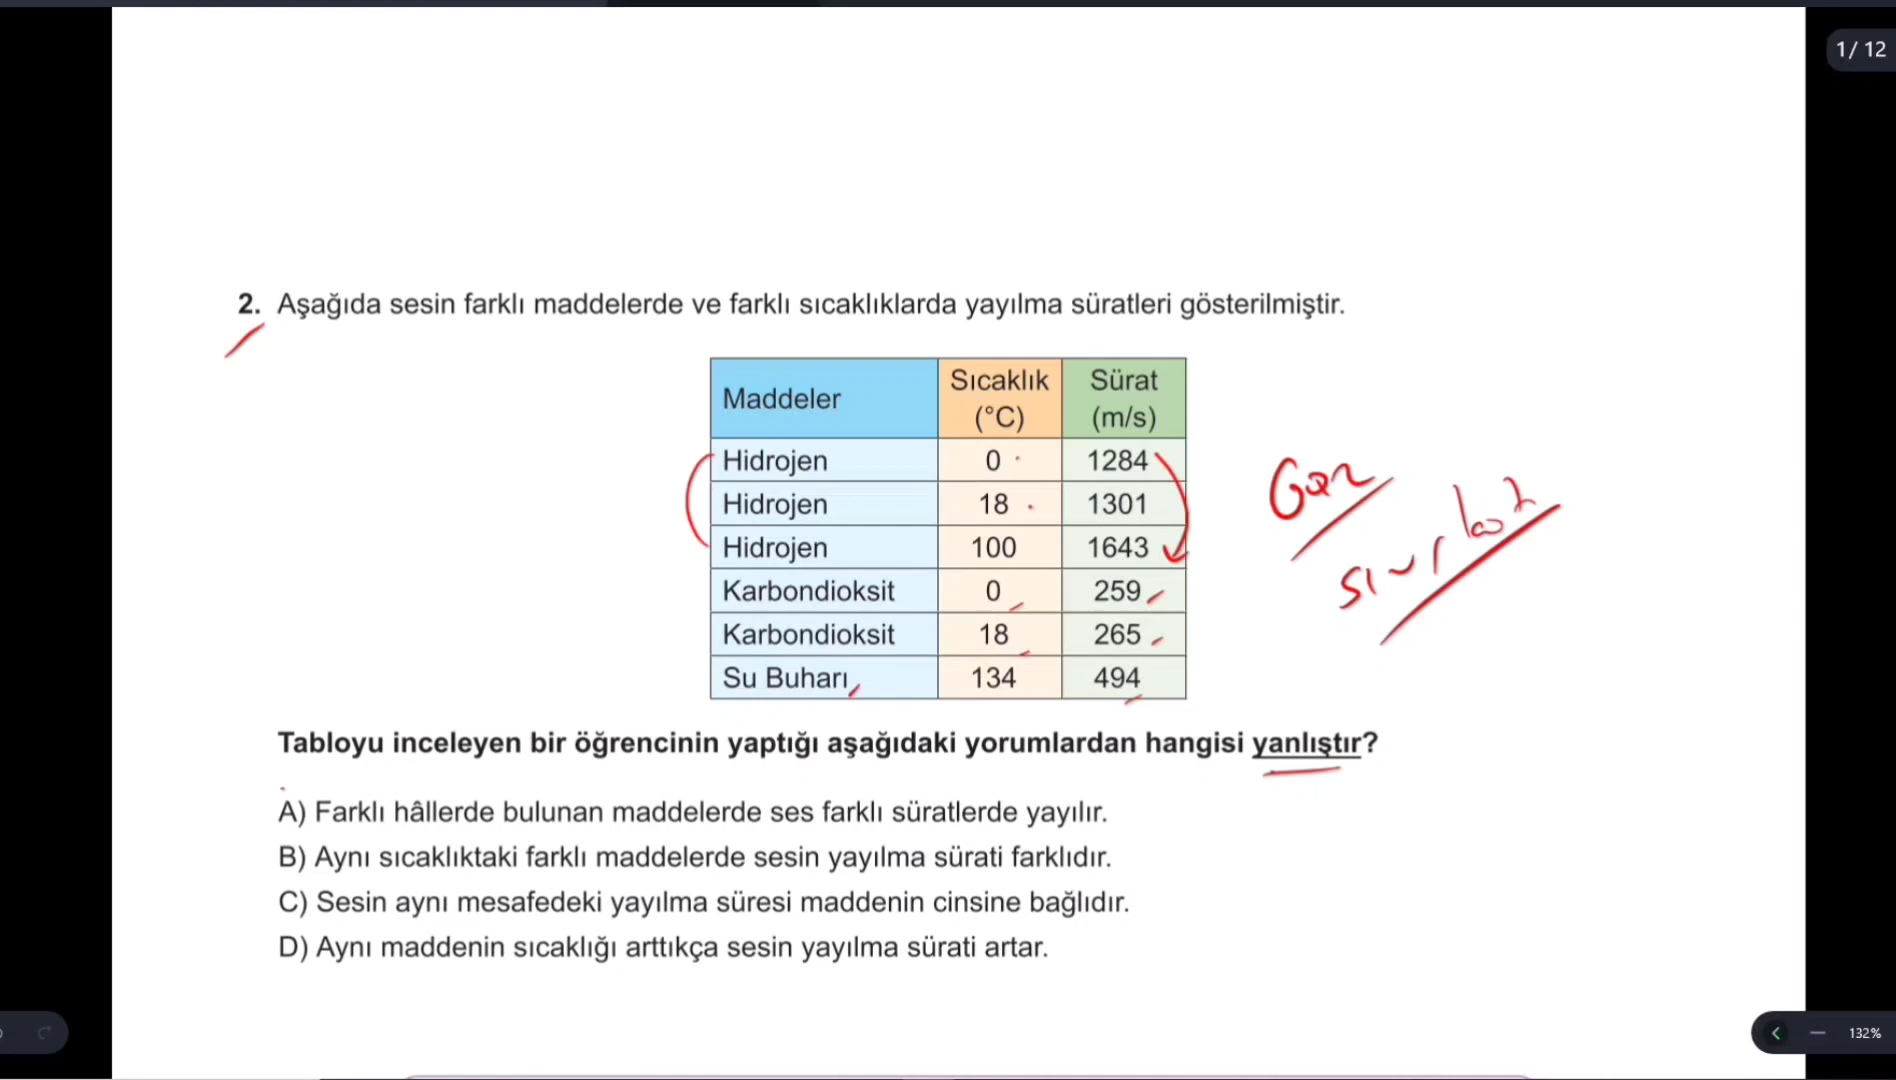 1 / 12
2. Aşağıda sesin farklı maddelerde ve farklı sıcaklıklarda yayılma süratleri gösterilmiştir.
Maddeler Sıcaklık (°C) Sürat (m/s)
Hidrojen 0 1284
Hidrojen 18 1301
Hidrojen 100 1643
Karbondioksit 0 259
Karbondioksit 18 265
Su Buharı 134 494
Gaz
Tabloyu inceleyen bir öğrencinin yaptığı aşağıdaki yorumlardan hangisi yanlıştır?
A) Farklı hâllerde bulunan maddelerde ses farklı süratlerde yayılır.
B) Aynı sıcaklıktaki farklı maddelerde sesin yayılma sürati farklıdır.
C) Sesin aynı mesafedeki yayılma süresi maddenin cinsine bağlıdır.
D) Aynı maddenin sıcaklığı arttıkça sesin yayılma sürati artar.
132%